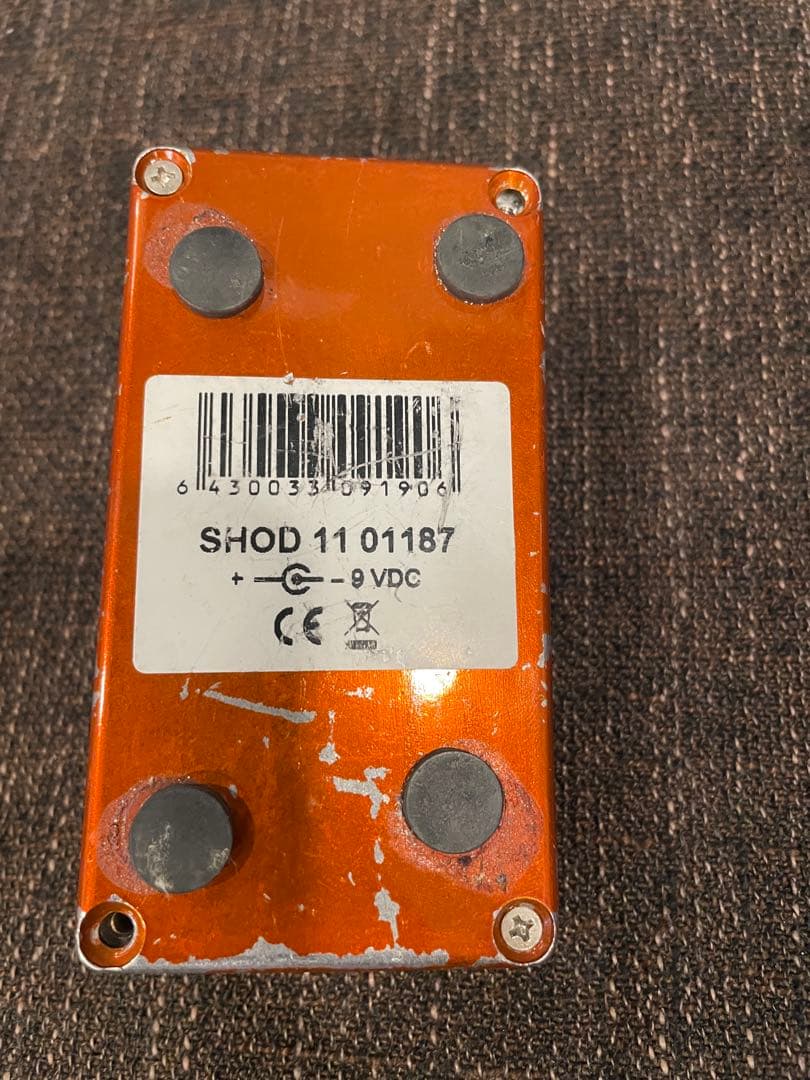 6 430033 091906
SHOD 11 01187
+ – 9 VDC
CE